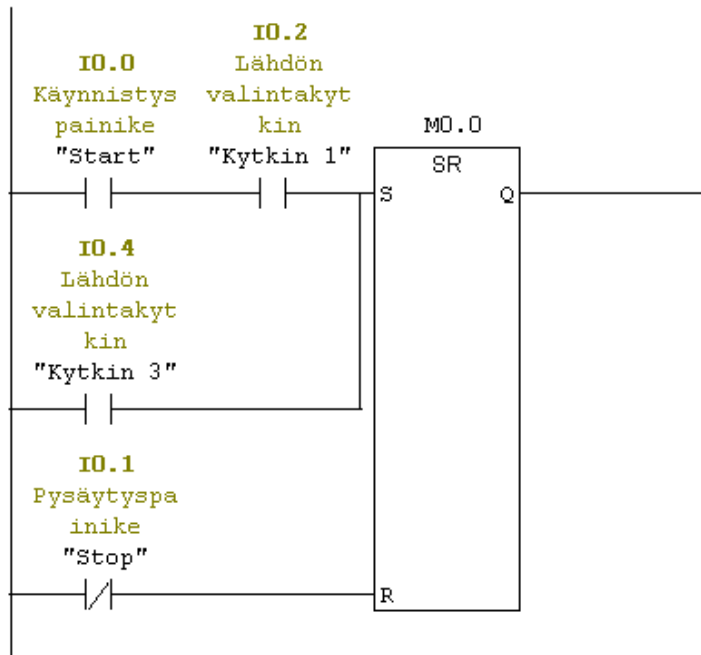 I0.0
Käynnistys
painike
"Start"
I0.2
Lähdön
valintakyt
kin
"Kytkin 1"
M0.0
SR
S
Q
I0.4
Lähdön
valintakyt
kin
"Kytkin 3"
I0.1
Pysäytyspa
inike
"Stop"
R